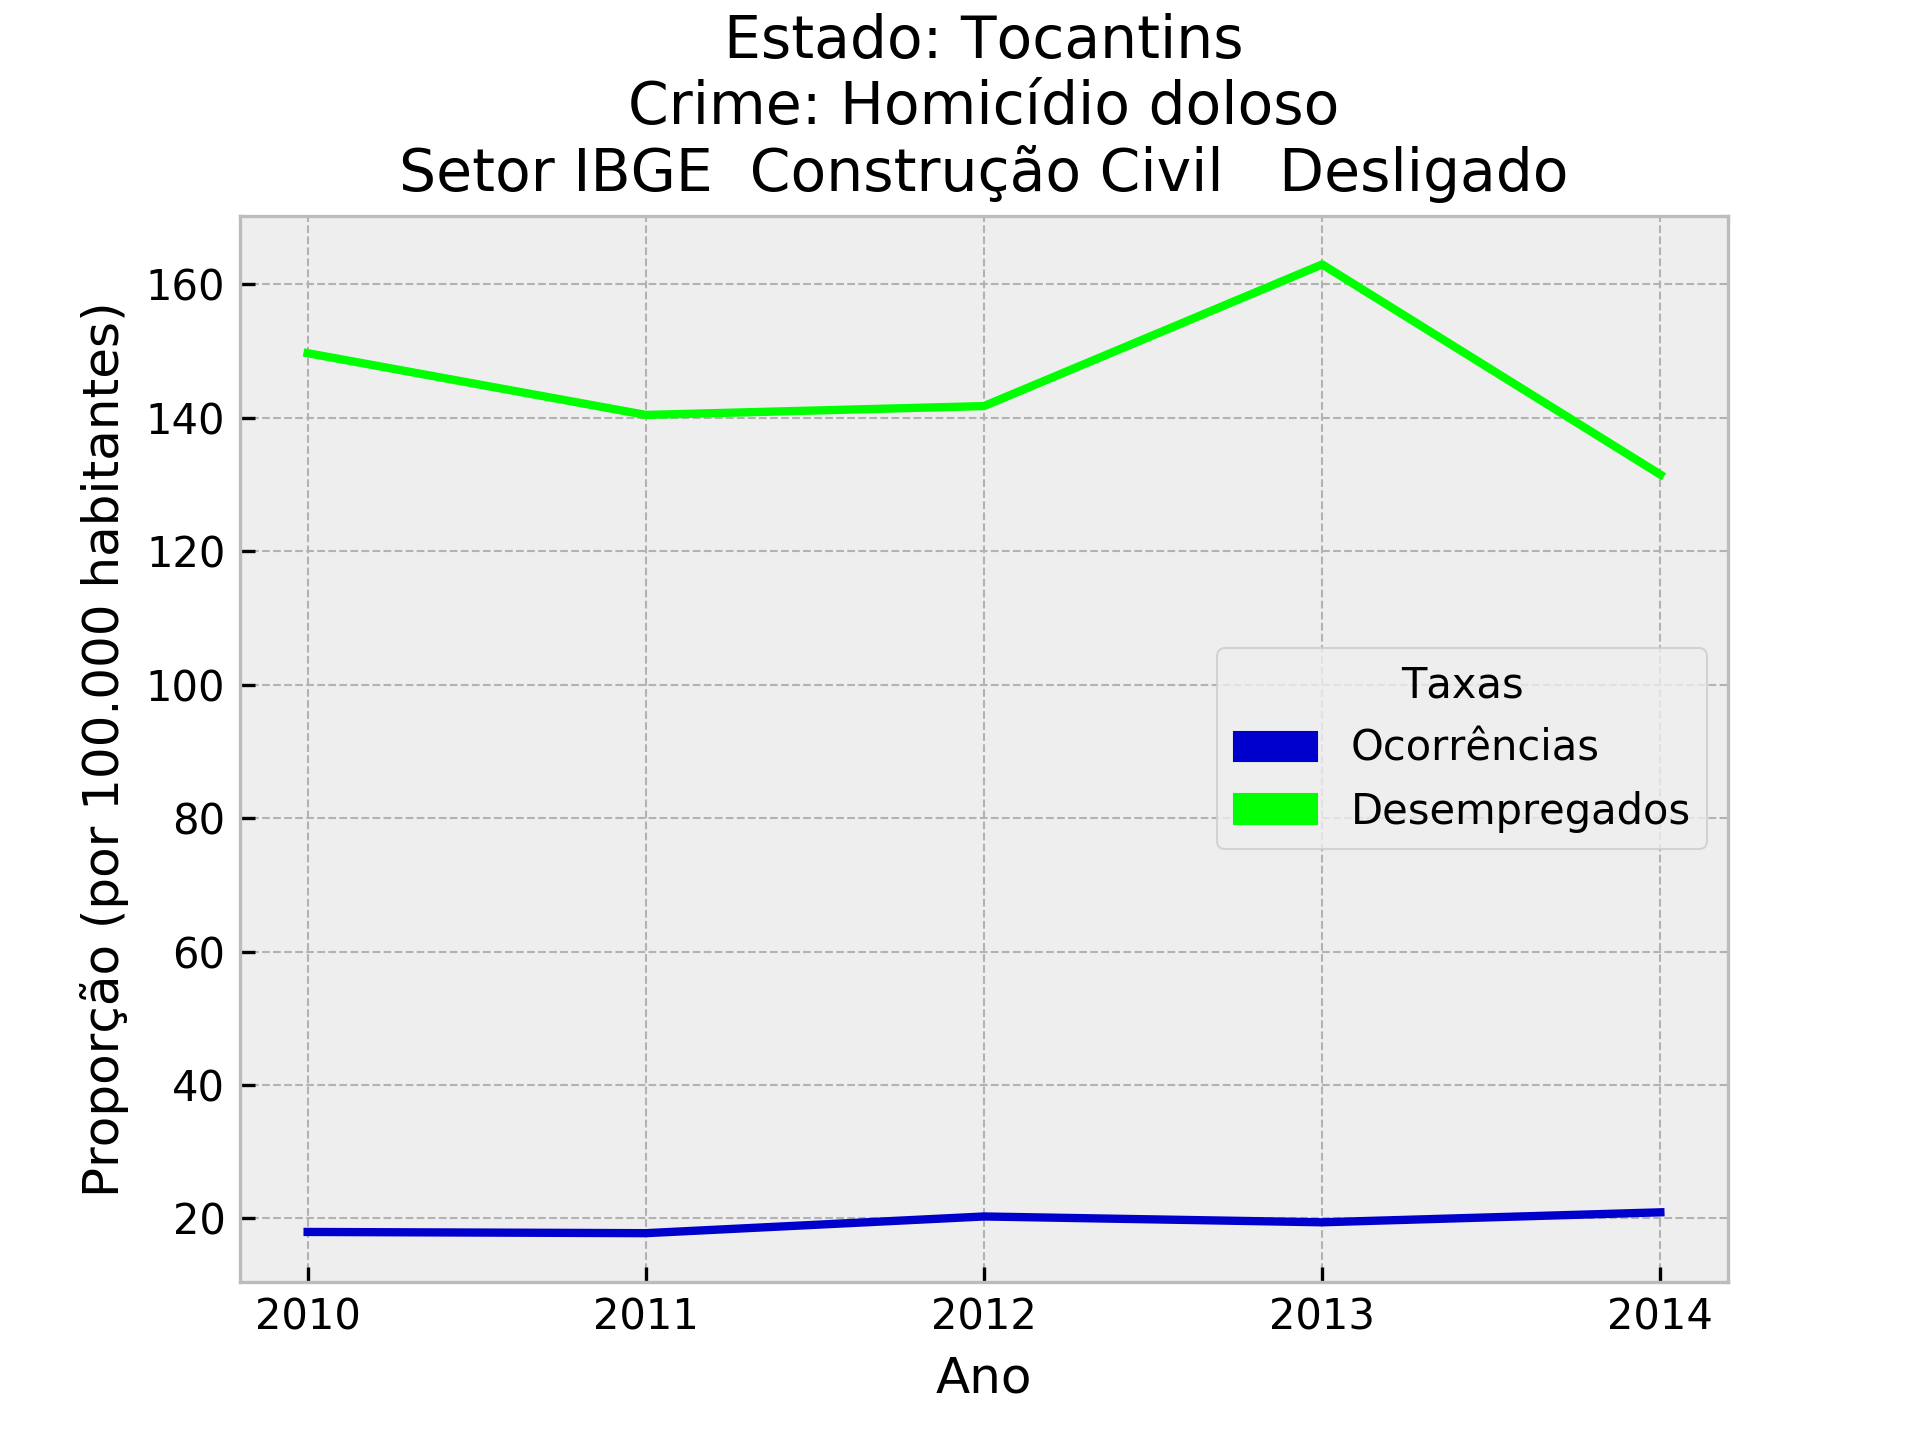 Estado: Tocantins
Crime: Homicídio doloso
Setor IBGE  Construção Civil   Desligado
Proporção (por 100.000 habitantes)
160
140
120
100
80
60
40
20
Taxas
Ocorrências
Desempregados
2010 2011 2012 2013 2014
Ano